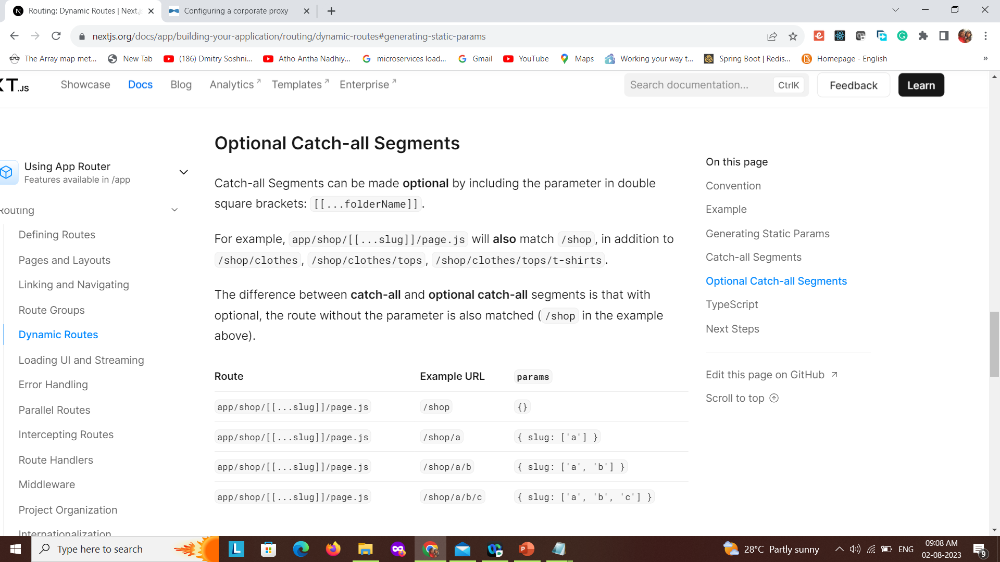 Routing: Dynamic Routes | Next.js
Configuring a corporate proxy
nextjs.org/docs/app/building-your-application/routing/dynamic-routes#generating-static-params
The Array map met...
New Tab
(186) Dmitry Soshni...
Atho Antha Nadhiy...
microservices load...
Gmail
YouTube
Maps
Working your way t...
Spring Boot | Redis...
Homepage - English
»
XT.JS
Showcase
Docs
Blog
Analytics
Templates
Enterprise
Search documentation...
CtrlK
Feedback
Learn
Using App Router
Features available in /app
Routing
Defining Routes
Pages and Layouts
Linking and Navigating
Route Groups
Dynamic Routes
Loading UI and Streaming
Error Handling
Parallel Routes
Intercepting Routes
Route Handlers
Middleware
Project Organization
Internationalization
Optional Catch-all Segments
Catch-all Segments can be made optional by including the parameter in double
square brackets: [[...folderName]].
For example, app/shop/[[...slug]]/page.js will also match /shop, in addition to
/shop/clothes, /shop/clothes/tops, /shop/clothes/tops/t-shirts.
The difference between catch-all and optional catch-all segments is that with
optional, the route without the parameter is also matched (/shop in the example
above).
Route Example URL params
app/shop/[[...slug]]/page.js /shop {}
app/shop/[[...slug]]/page.js /shop/a { slug: ['a'] }
app/shop/[[...slug]]/page.js /shop/a/b { slug: ['a', 'b'] }
app/shop/[[...slug]]/page.js /shop/a/b/c { slug: ['a', 'b', 'c'] }
On this page
Convention
Example
Generating Static Params
Catch-all Segments
Optional Catch-all Segments
TypeScript
Next Steps
Edit this page on GitHub
Scroll to top
Type here to search
28°C Partly sunny
ENG
09:08 AM
02-08-2023
9